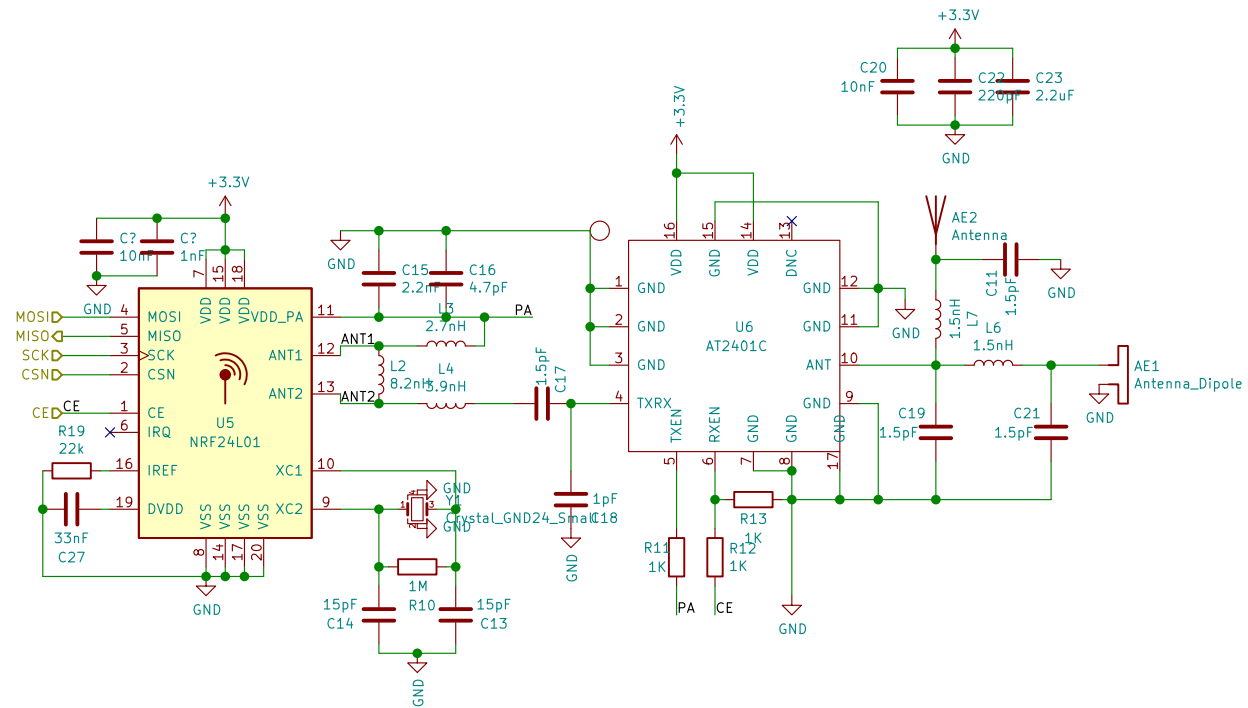 +3.3V
C20
10nF
C22
220pF
C23
2.2uF
GND
+3.3V
+3.3V
C?
10nF
C?
1nF
GND
7
15
18
VDD
VDD
VDD
MOSI
4
MOSI
MISO
5
MISO
SCK
3
SCK
CSN
2
CSN
CE
CE
1
CE
6
IRQ
R19
22k
16
IREF
19
DVDD
33nF
C27
U5
NRF24L01
VDD_PA
11
ANT1
12
ANT2
13
XC1
10
XC2
9
VSS
VSS
VSS
VSS
8
14
17
20
GND
GND
C15
2.2nF
C16
4.7pF
PA
L3
2.7nH
ANT1
L2
8.2nH
L4
3.9nH
ANT2
1.5pF
C17
1pF
C18
GND
GND
Y1
1
3
Crystal_GND24_Small
GND
1M
R10
15pF
C14
15pF
C13
GND
16
15
14
13
VDD
GND
VDD
DNC
1
GND
2
GND
3
GND
4
TXRX
U6
AT2401C
GND
12
GND
11
ANT
10
GND
9
TXEN
RXEN
GND
GND
GND
5
6
7
8
17
GND
R13
1K
R11
1K
R12
1K
PA
CE
GND
AE2
Antenna
C11
1.5pF
GND
1.5nH
L7
L6
1.5nH
AE1
Antenna_Dipole
GND
C19
1.5pF
C21
1.5pF